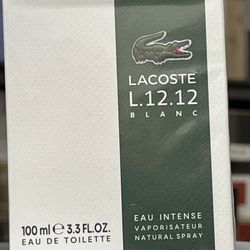 LACOSTE
L.12.12
BLANC
100 ml ℮ 3.3 FL.OZ.
EAU DE TOILETTE
EAU INTENSE
VAPORISATEUR
NATURAL SPRAY